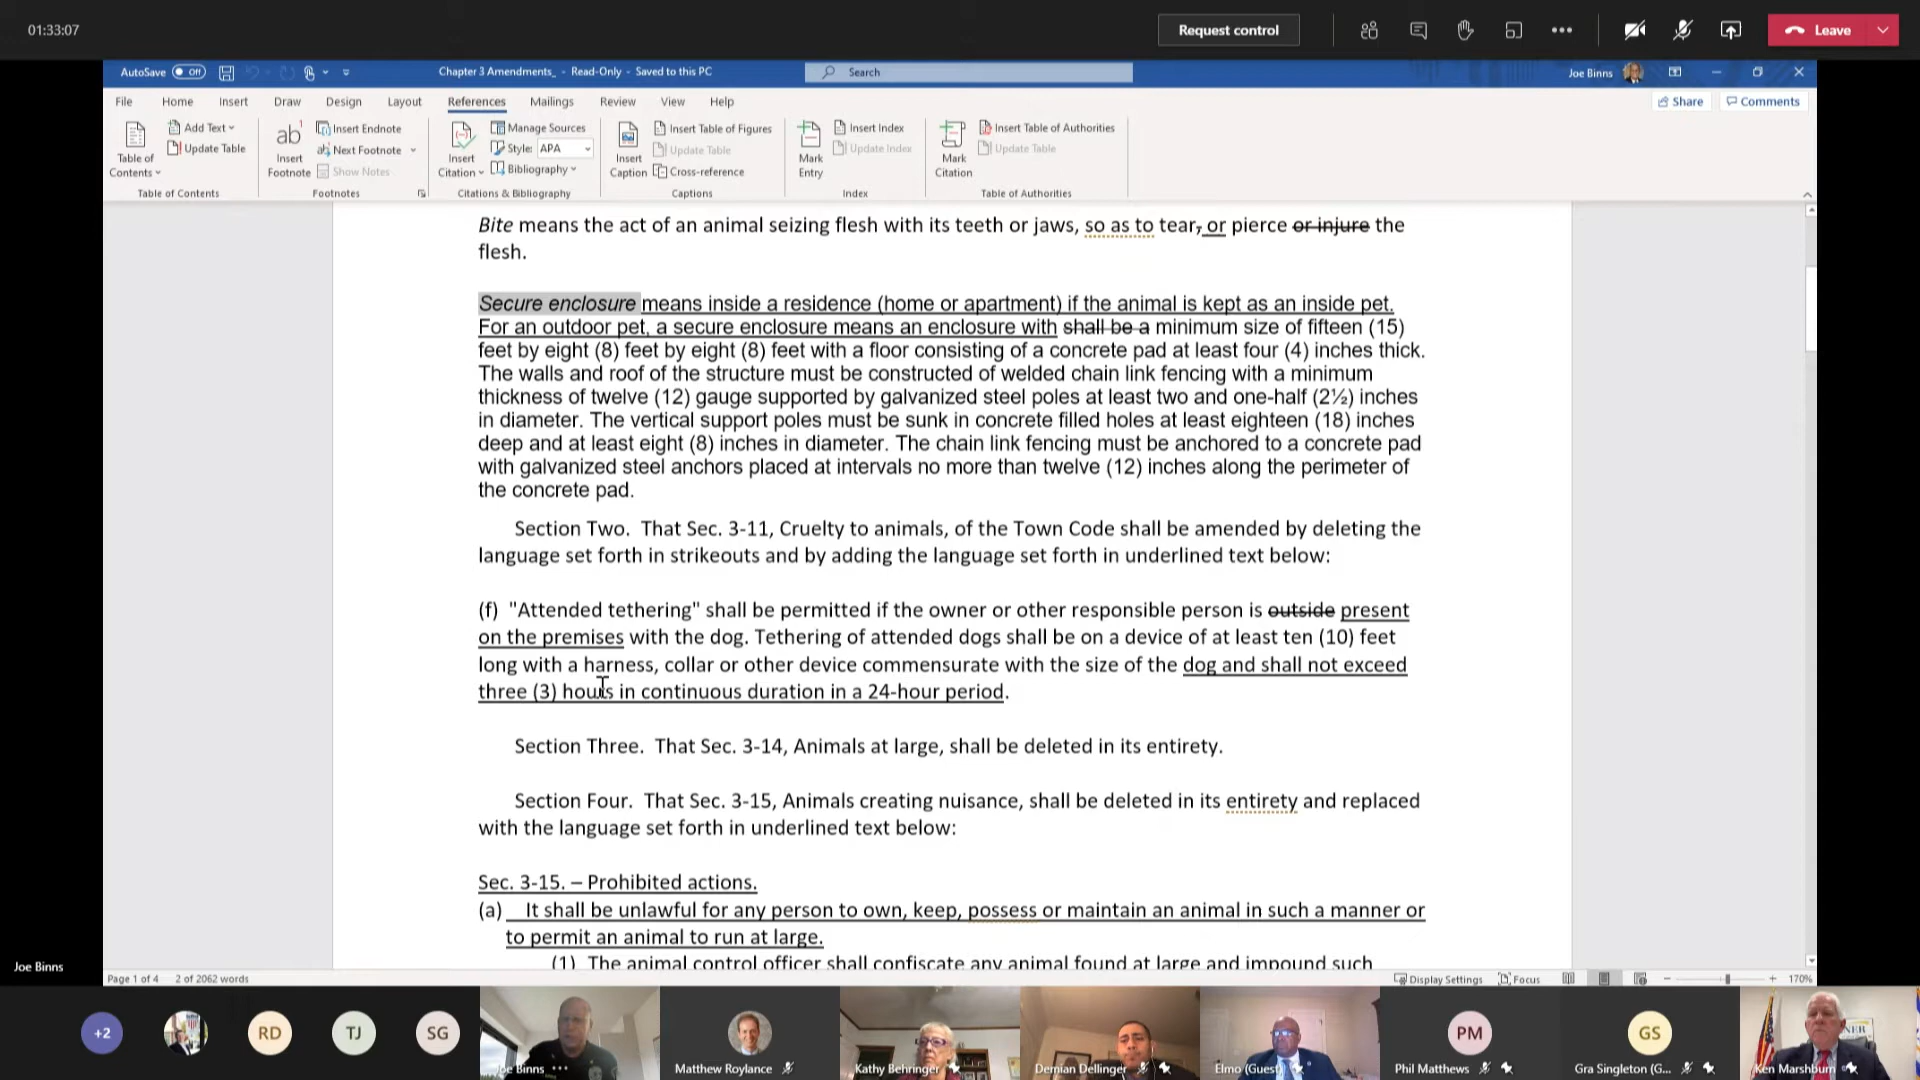 01:33:07
Request control
Leave
AutoSave Off
Chapter 3 Amendments_ - Read-Only - Saved to this PC
Search
Joe Binns
File Home Insert Draw Design Layout References Mailings Review View Help
Share Comments
Table of Contents
Add Text
Update Table
Table of Contents
ab
Insert Footnote
Insert Endnote
Next Footnote
Show Notes
Footnotes
Insert Citation
Manage Sources
Style: APA
Bibliography
Citations & Bibliography
Insert Caption
Insert Table of Figures
Update Table
Cross-reference
Captions
Mark Entry
Insert Index
Update Index
Index
Mark Citation
Insert Table of Authorities
Update Table
Table of Authorities
Bite means the act of an animal seizing flesh with its teeth or jaws, so as to tear, or pierce or injure the
flesh.
Secure enclosure means inside a residence (home or apartment) if the animal is kept as an inside pet.
For an outdoor pet, a secure enclosure means an enclosure with shall be a minimum size of fifteen (15)
feet by eight (8) feet by eight (8) feet with a floor consisting of a concrete pad at least four (4) inches thick.
The walls and roof of the structure must be constructed of welded chain link fencing with a minimum
thickness of twelve (12) gauge supported by galvanized steel poles at least two and one-half (2½) inches
in diameter. The vertical support poles must be sunk in concrete filled holes at least eighteen (18) inches
deep and at least eight (8) inches in diameter. The chain link fencing must be anchored to a concrete pad
with galvanized steel anchors placed at intervals no more than twelve (12) inches along the perimeter of
the concrete pad.
Section Two. That Sec. 3-11, Cruelty to animals, of the Town Code shall be amended by deleting the
language set forth in strikeouts and by adding the language set forth in underlined text below:
(f) "Attended tethering" shall be permitted if the owner or other responsible person is outside present
on the premises with the dog. Tethering of attended dogs shall be on a device of at least ten (10) feet
long with a harness, collar or other device commensurate with the size of the dog and shall not exceed
three (3) hours in continuous duration in a 24-hour period.
Section Three. That Sec. 3-14, Animals at large, shall be deleted in its entirety.
Section Four. That Sec. 3-15, Animals creating nuisance, shall be deleted in its entirety and replaced
with the language set forth in underlined text below:
Sec. 3-15. – Prohibited actions.
(a) It shall be unlawful for any person to own, keep, possess or maintain an animal in such a manner or
to permit an animal to run at large.
(1) The animal control officer shall confiscate any animal found at large and impound such
Joe Binns
Page 1 of 4 2 of 2062 words
Display Settings Focus 170%
+2 RD TJ SG
Joe Binns
Matthew Roylance
Kathy Behringer
Demian Dellinger
Elmo (Guest)
PM
Phil Matthews
GS
Gra Singleton (G...
Ken Marshburn